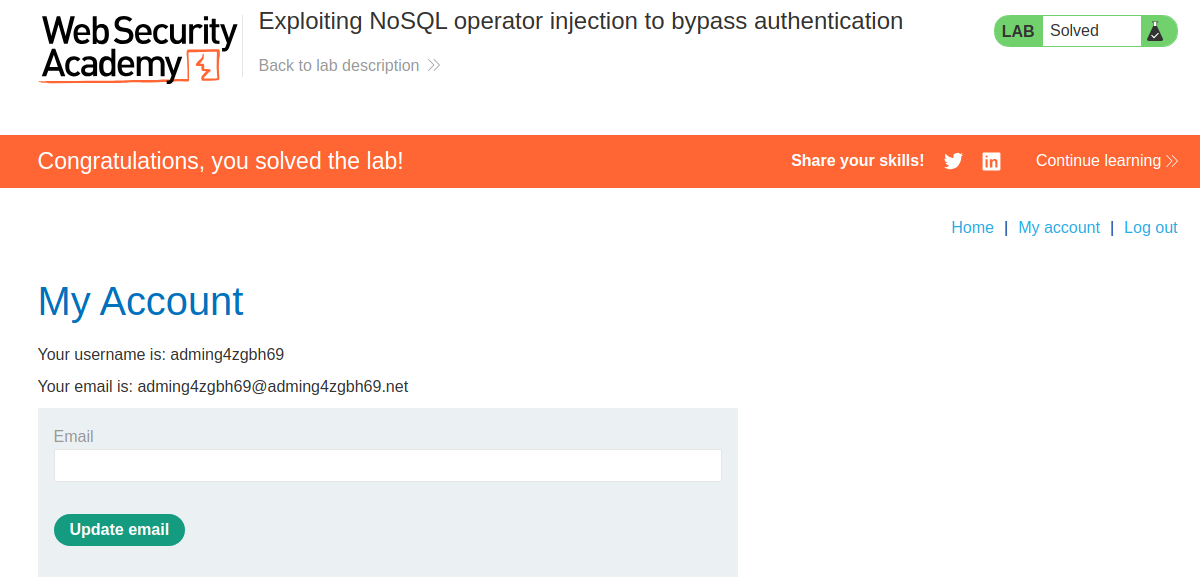 Web Security
Academy
Exploiting NoSQL operator injection to bypass authentication
Back to lab description
LAB Solved
Congratulations, you solved the lab!
Share your skills!
Continue learning
Home | My account | Log out
My Account
Your username is: adming4zgbh69
Your email is: adming4zgbh69@adming4zgbh69.net
Email
Update email